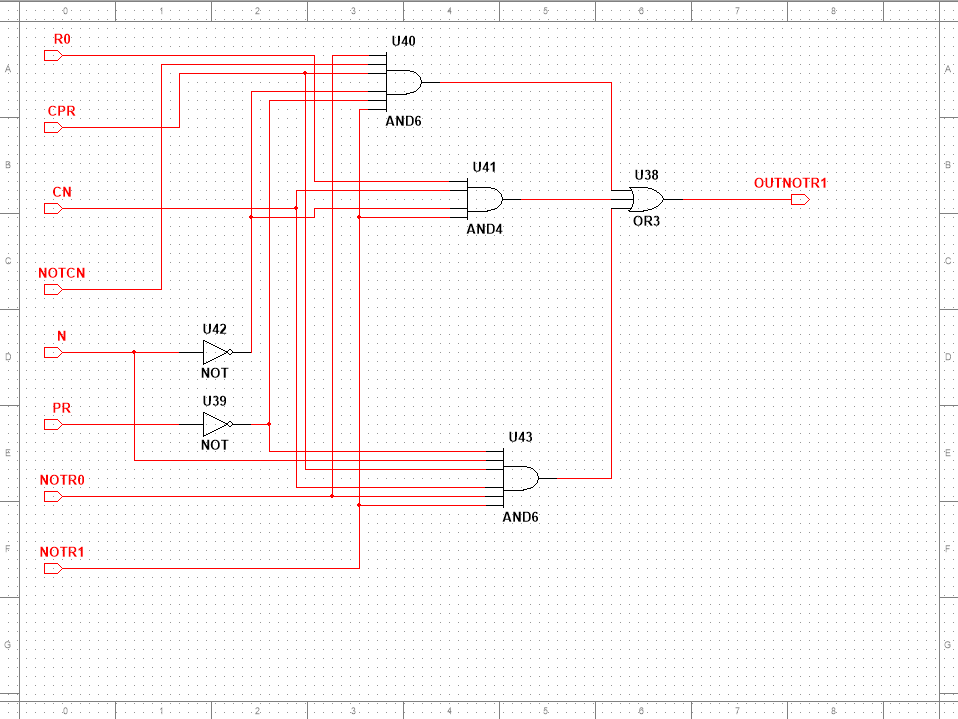 0 1 2 3 4 5 6 7 8
A A
R0
U40
CPR
AND6
B B
U41
U38
CN
OUTNOTR1
AND4
OR3
C C
NOTCN
N
U42
D D
NOT
PR
U39
NOT
U43
E E
NOTR0
AND6
F F
NOTR1
G G
0 1 2 3 4 5 6 7 8